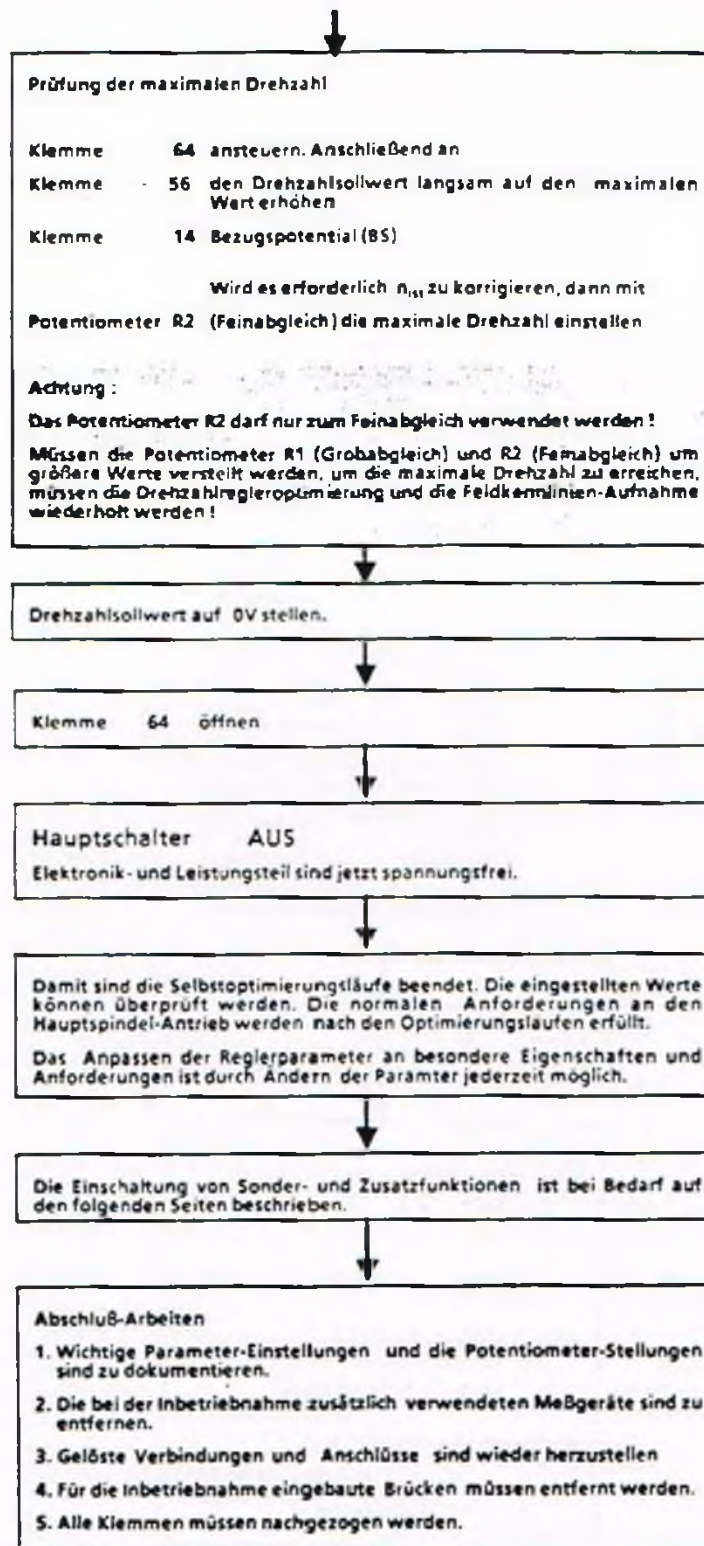 Prüfung der maximalen Drehzahl
Klemme 64 ansteuern. Anschließend an
Klemme - 56 den Drehzahlsollwert langsam auf den maximalen
Wert erhöhen
Klemme 14 Bezugspotential (BS)
Wird es erforderlich nist zu korrigieren, dann mit
Potentiometer R2 (Feinabgleich) die maximale Drehzahl einstellen
Achtung :
Das Potentiometer R2 darf nur zum Feinabgleich verwendet werden !
Müssen die Potentiometer R1 (Grobabgleich) und R2 (Feinabgleich) um
größere Werte verstellt werden, um die maximale Drehzahl zu erreichen,
müssen die Drehzahlregleroptimierung und die Feldkennlinien-Aufnahme
wiederholt werden !
Drehzahlsollwert auf 0V stellen.
Klemme 64 öffnen
Hauptschalter AUS
Elektronik- und Leistungsteil sind jetzt spannungsfrei.
Damit sind die Selbstoptimierungsläufe beendet. Die eingestellten Werte
können überprüft werden. Die normalen Anforderungen an den
Hauptspindel-Antrieb werden nach den Optimierungslaufen erfüllt.
Das Anpassen der Reglerparameter an besondere Eigenschaften und
Anforderungen ist durch Ändern der Paramter jederzeit möglich.
Die Einschaltung von Sonder- und Zusatzfunktionen ist bei Bedarf auf
den folgenden Seiten beschrieben.
Abschluß-Arbeiten
1. Wichtige Parameter-Einstellungen und die Potentiometer-Stellungen
sind zu dokumentieren.
2. Die bei der Inbetriebnahme zusätzlich verwendeten Meßgeräte sind zu
entfernen.
3. Gelöste Verbindungen und Anschlüsse sind wieder herzustellen
4. Für die Inbetriebnahme eingebaute Brücken müssen entfernt werden.
5. Alle Klemmen müssen nachgezogen werden.